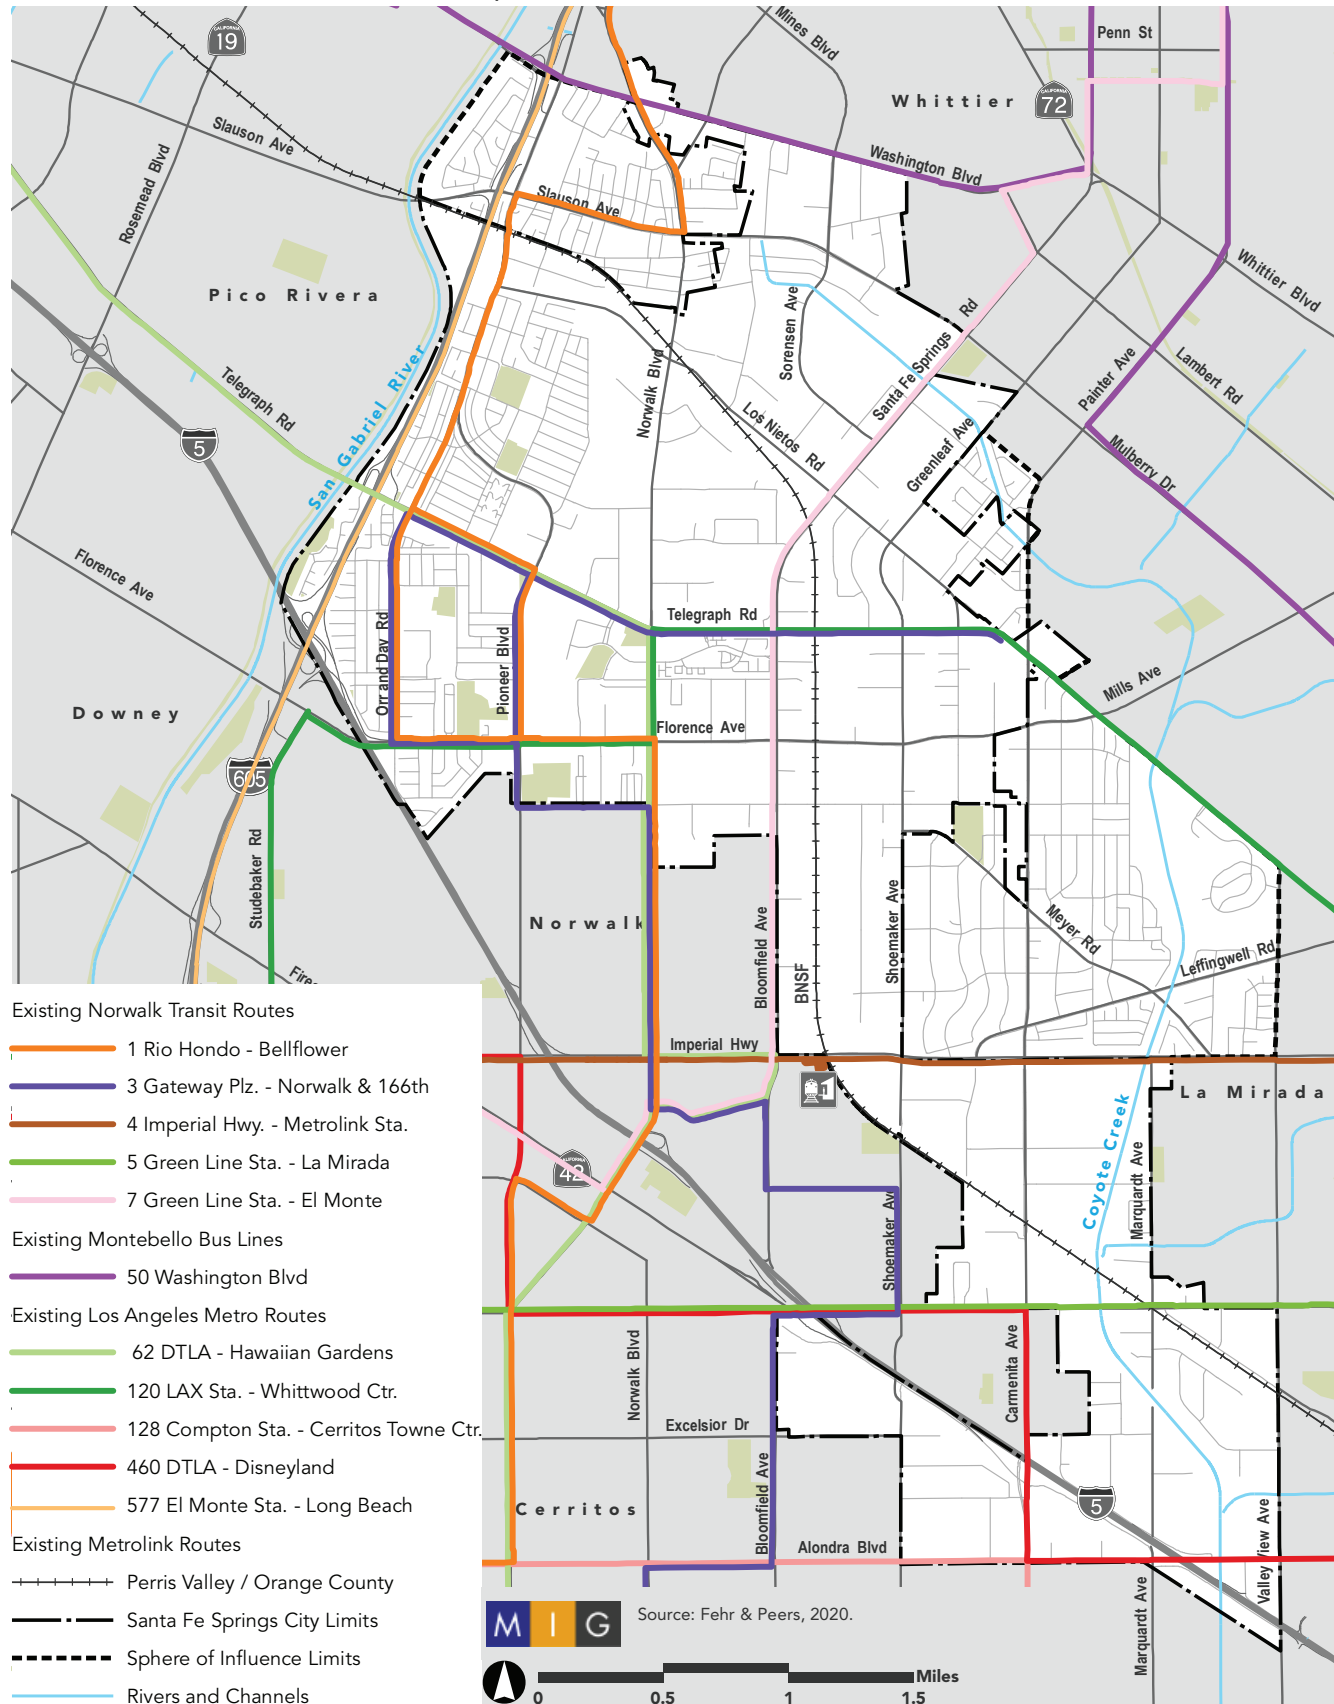 CALIFORNIA
19
Mines Blvd
Penn St
CALIFORNIA
72
Whittier
Slauson Ave
Rosemead Blvd
Washington Blvd
Slauson Ave
Pico Rivera
Whittier Blvd
Sorensen Ave
Santa Fe Springs Rd
Painter Ave
Lambert Rd
San Gabriel River
Norwalk Blvd
Telegraph Rd
5
Los Nietos Rd
Greenleaf Ave
Mulberry Dr
Florence Ave
Telegraph Rd
Orr and Day Rd
Pioneer Blvd
Mills Ave
Downey
Florence Ave
605
Studebaker Rd
Norwalk
Bloomfield Ave
BNSF
Shoemaker Ave
Meyer Rd
Leffingwell Rd
Imperial Hwy
La Mirada
CALIFORNIA
42
Coyote Creek
Marquardt Ave
Shoemaker Ave
Norwalk Blvd
Carmenita Ave
Excelsior Dr
Cerritos
Bloomfield Ave
5
Alondra Blvd
Valley View Ave
Marquardt Ave
Existing Norwalk Transit Routes
1 Rio Hondo - Bellflower
3 Gateway Plz. - Norwalk & 166th
4 Imperial Hwy. - Metrolink Sta.
5 Green Line Sta. - La Mirada
7 Green Line Sta. - El Monte
Existing Montebello Bus Lines
50 Washington Blvd
Existing Los Angeles Metro Routes
62 DTLA - Hawaiian Gardens
120 LAX Sta. - Whittwood Ctr.
128 Compton Sta. - Cerritos Towne Ctr.
460 DTLA - Disneyland
577 El Monte Sta. - Long Beach
Existing Metrolink Routes
Perris Valley / Orange County
Santa Fe Springs City Limits
Sphere of Influence Limits
Rivers and Channels
M I G
Source: Fehr & Peers, 2020.
Miles
0 0.5 1 1.5